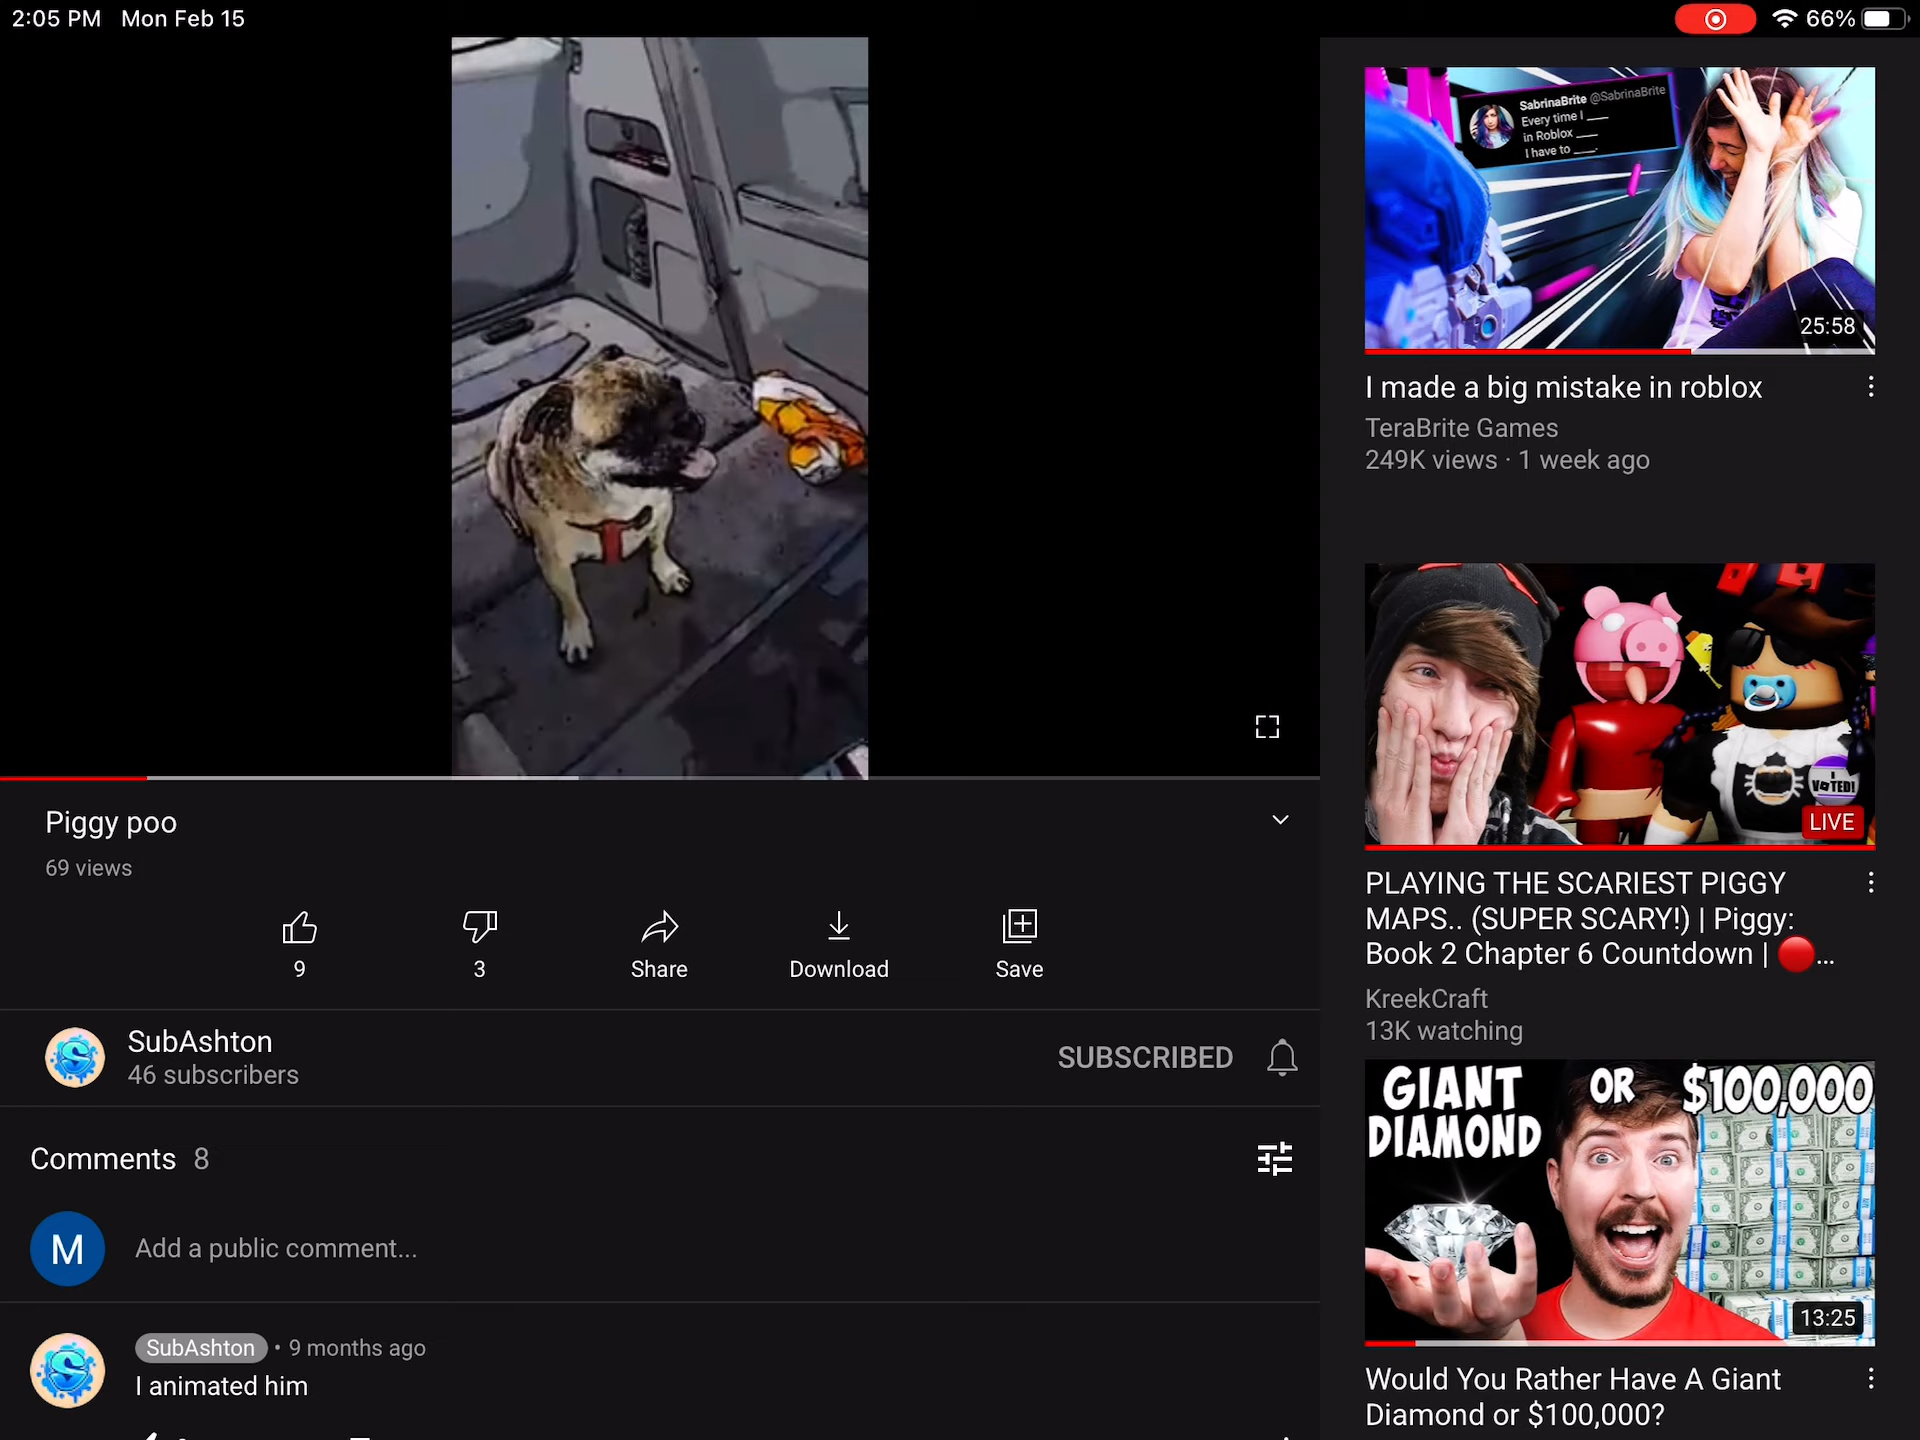 2:05 PM Mon Feb 15
66%
SabrinaBrite @SabrinaBrite
Every time I ____
in Roblox ____
I have to ____.
25:58
I made a big mistake in roblox
TeraBrite Games
249K views · 1 week ago
I
VOTED!
LIVE
PLAYING THE SCARIEST PIGGY
MAPS.. (SUPER SCARY!) | Piggy:
Book 2 Chapter 6 Countdown | 🔴...
KreekCraft
13K watching
GIANT OR $100,000
DIAMOND
13:25
Would You Rather Have A Giant
Diamond or $100,000?
Piggy poo
69 views
9
3
Share
Download
Save
SubAshton
46 subscribers
SUBSCRIBED
Comments 8
M
Add a public comment...
SubAshton • 9 months ago
I animated him